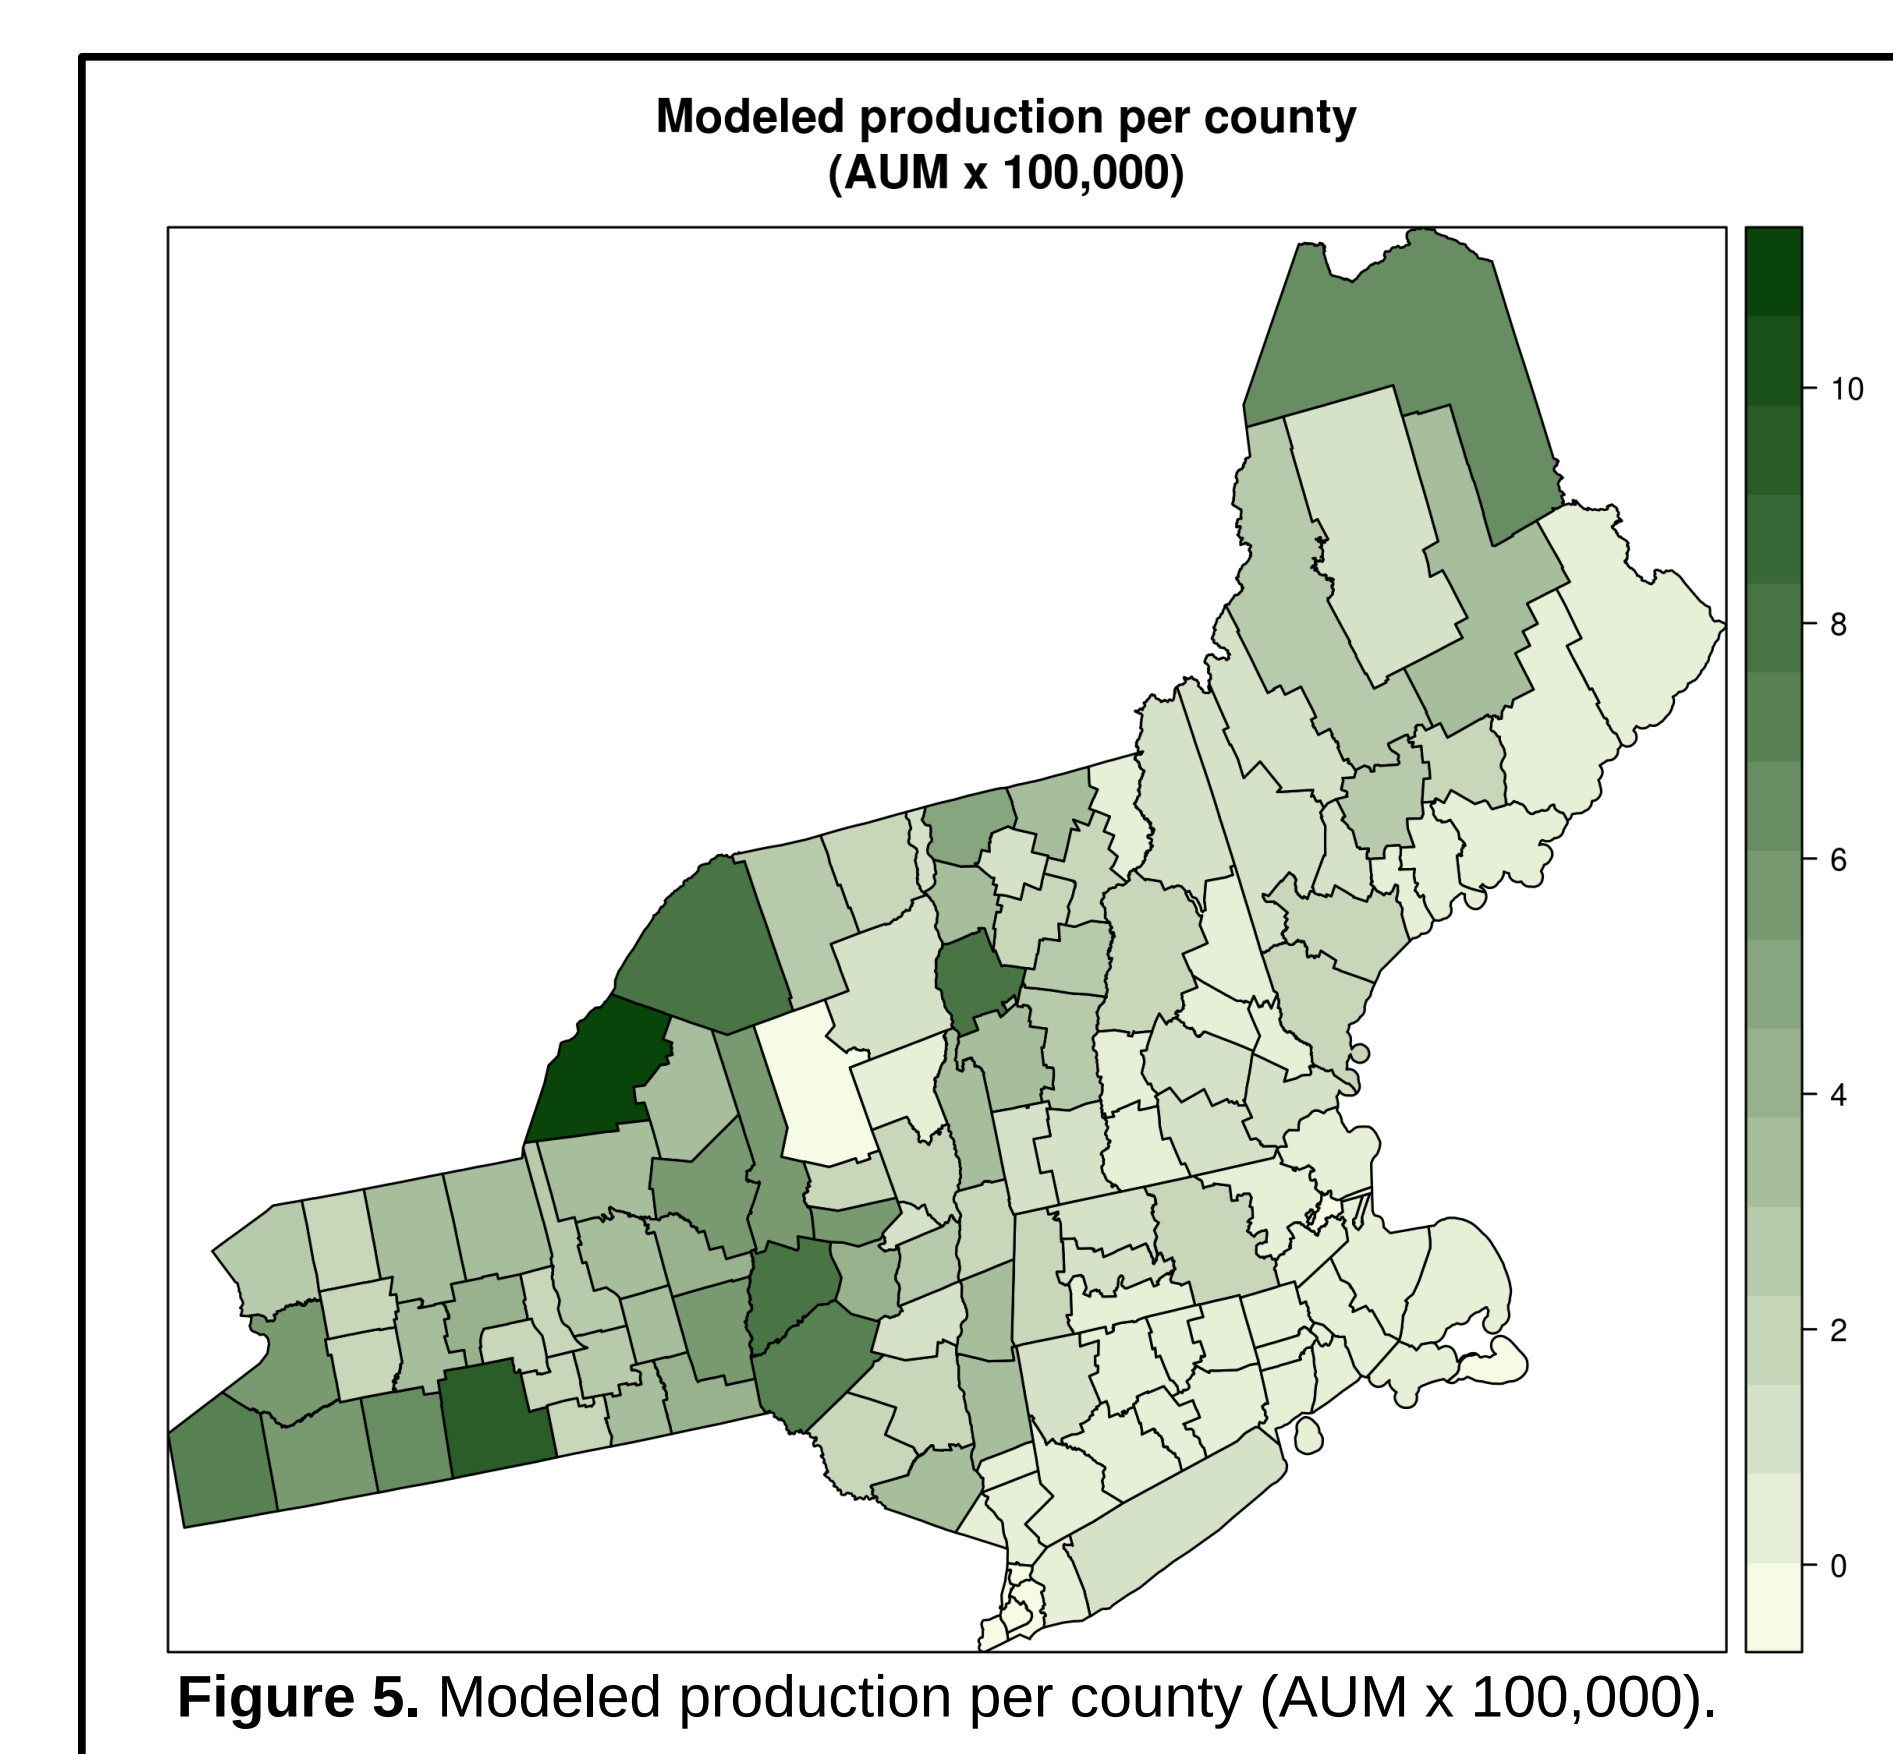 Modeled production per county
(AUM x 100,000)
10
8
6
4
2
0
Figure 5. Modeled production per county (AUM x 100,000).